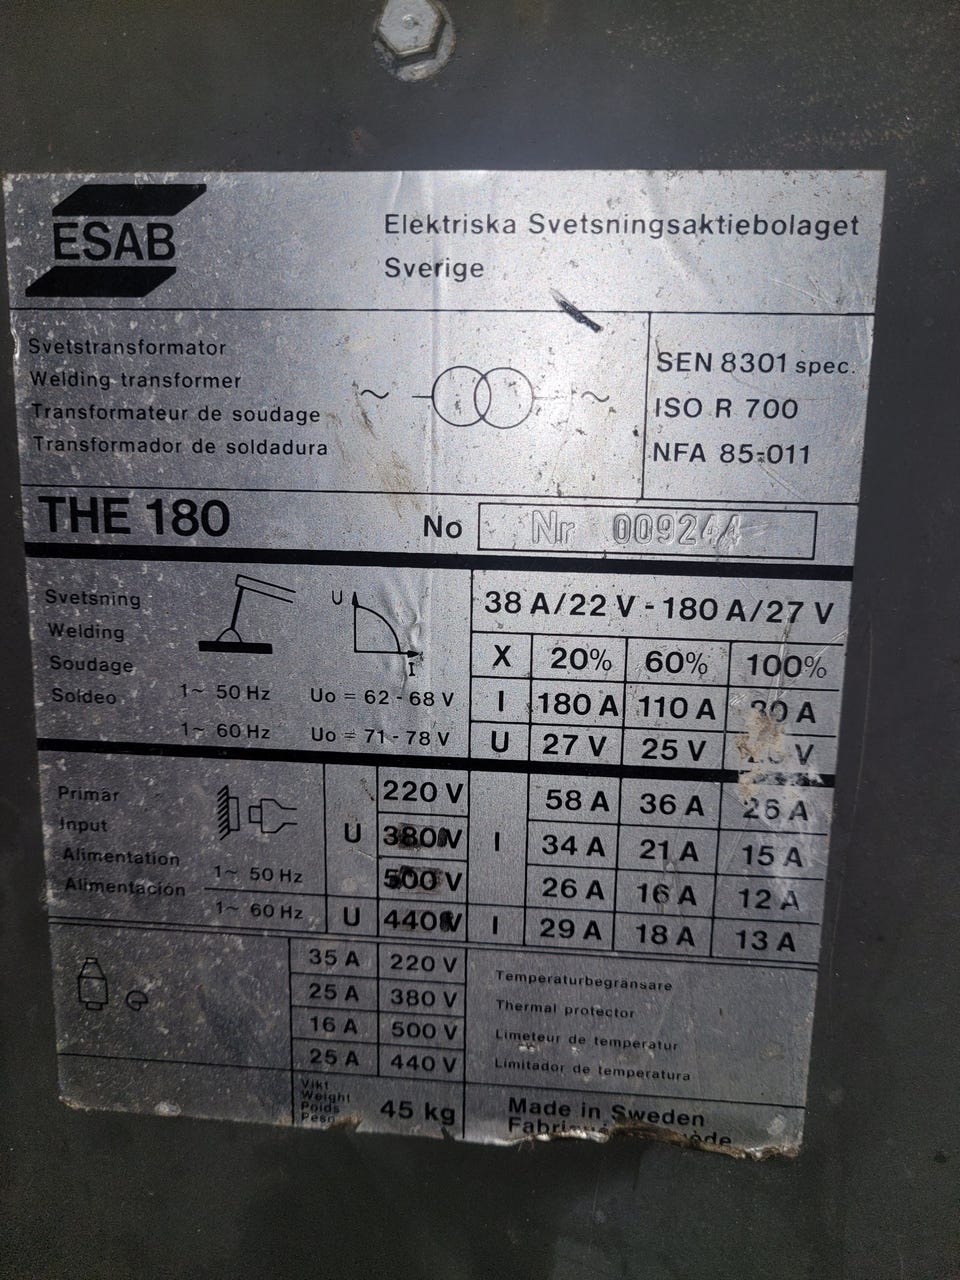 ESAB
Elektriska Svetsningsaktiebolaget
Sverige
Svetstransformator
Welding transformer
Transformateur de soudage
Transformador de soldadura
~ ~
SEN 8301 spec.
ISO R 700
NFA 85-011
THE 180 No Nr 009244
Svetsning
Welding
Soudage
Soldeo
U
I
1~ 50 Hz Uo = 62 - 68 V
1~ 60 Hz Uo = 71 - 78 V
38 A/22 V - 180 A/27 V
X 20% 60% 100%
I 180 A 110 A 80 A
U 27 V 25 V V
Primär
Input
Alimentation
Alimentación
1~ 50 Hz
1~ 60 Hz
220 V 58 A 36 A 26 A
U 380 V I 34 A 21 A 15 A
500 V 26 A 16 A 12 A
U 440 V I 29 A 18 A 13 A
35 A 220 V
25 A 380 V
16 A 500 V
25 A 440 V
Temperaturbegränsare
Thermal protector
Limeteur de temperatur
Limitador de temperatura
Vikt
Weight
Poids
Peso
45 kg
Made in Sweden